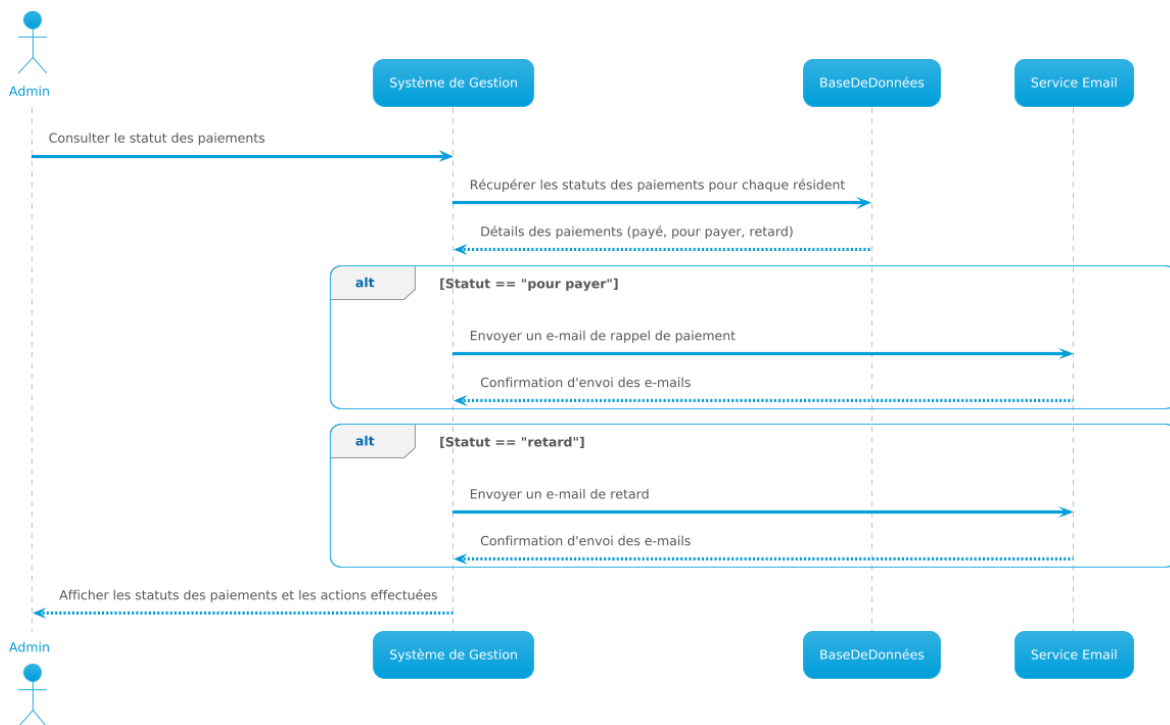 Admin
Système de Gestion
BaseDeDonnées
Service Email
Consulter le statut des paiements
Récupérer les statuts des paiements pour chaque résident
Détails des paiements (payé, pour payer, retard)
alt
[Statut == "pour payer"]
Envoyer un e-mail de rappel de paiement
Confirmation d'envoi des e-mails
alt
[Statut == "retard"]
Envoyer un e-mail de retard
Confirmation d'envoi des e-mails
Afficher les statuts des paiements et les actions effectuées
Admin
Système de Gestion
BaseDeDonnées
Service Email